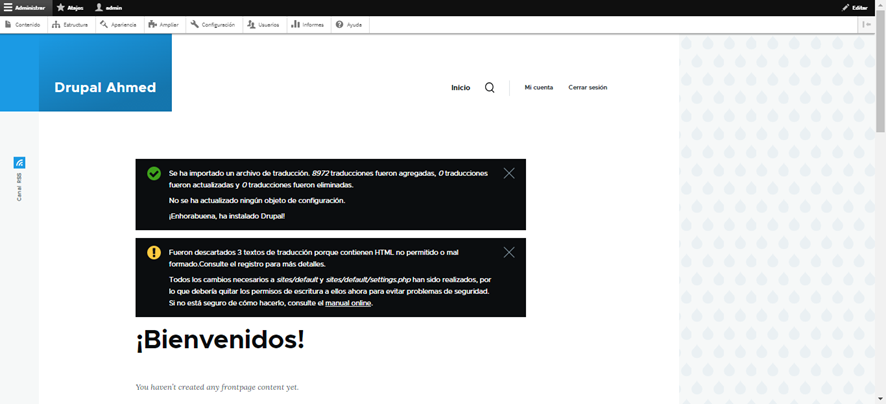 Administrar Atajos admin Editar
Contenido Estructura Apariencia Ampliar Configuración Usuarios Informes Ayuda
Drupal Ahmed
Inicio Mi cuenta Cerrar sesión
Canal RSS
Se ha importado un archivo de traducción. 8972 traducciones fueron agregadas, 0 traducciones
fueron actualizadas y 0 traducciones fueron eliminadas.
No se ha actualizado ningún objeto de configuración.
¡Enhorabuena, ha instalado Drupal!
Fueron descartados 3 textos de traducción porque contienen HTML no permitido o mal
formado.Consulte el registro para más detalles.
Todos los cambios necesarios a sites/default y sites/default/settings.php han sido realizados, por
lo que debería quitar los permisos de escritura a ellos ahora para evitar problemas de seguridad.
Si no está seguro de cómo hacerlo, consulte el manual online.
¡Bienvenidos!
You haven't created any frontpage content yet.